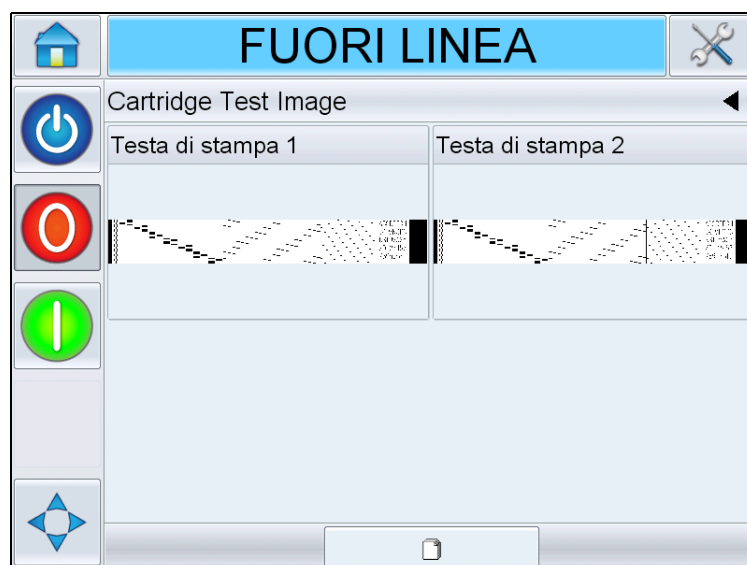 FUORI LINEA
Cartridge Test Image
Testa di stampa 1
Testa di stampa 2